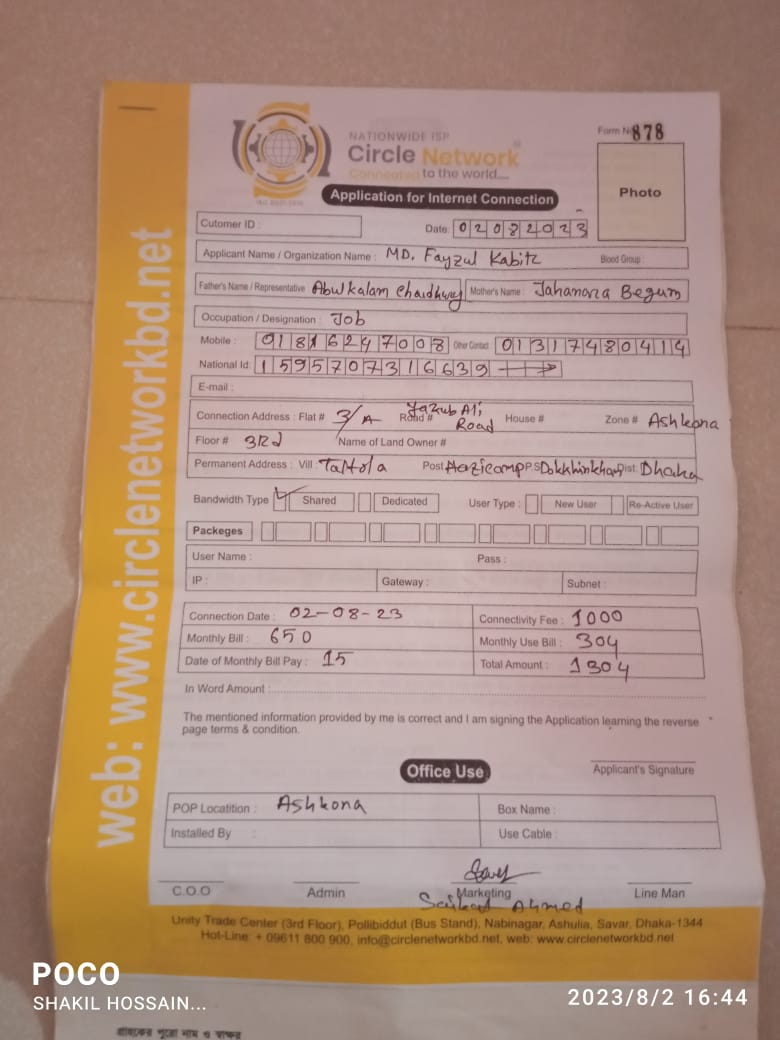 NATIONWIDE ISP
Circle Network
Connected to the world....
Form No 878
Photo
Application for Internet Connection
Cutomer ID :
Date: 02082023
Applicant Name / Organization Name : MD. Fayzul Kabir
Blood Group :
Father's Name / Representative Abul kalam Chowdhury Mother's Name : Jahanara Begum
Occupation / Designation : Job
Mobile : 01816247008 Other Contact 01317480414
National Id: 1595707316639
E-mail :
Connection Address : Flat # 3/A Road # Road House # Zone # Ashkona
Floor # 3Rd Name of Land Owner #
Permanent Address : Vill : Post P.S Dokkhinkhan Dist: Dhaka
Bandwidth Type Shared Dedicated User Type : New User Re-Active User
Packeges
User Name : Pass :
IP : Gateway : Subnet :
Connection Date : 02-08-23 Connectivity Fee : 1000
Monthly Bill : 650 Monthly Use Bill : 304
Date of Monthly Bill Pay : 15 Total Amount : 1304
In Word Amount :
The mentioned information provided by me is correct and I am signing the Application learning the reverse
page terms & condition.
Applicant's Signature
Office Use
POP Locatition : Ashkona Box Name :
Installed By : Use Cable :
C.O.O Admin Marketing Line Man
Ahmed
Unity Trade Center (3rd Floor), Pollibiddut (Bus Stand), Nabinagar, Ashulia, Savar, Dhaka-1344
Hot-Line: + 09611 800 900, info@circlenetworkbd.net, web: www.circlenetworkbd.net
web: www.circlenetworkbd.net
POCO
SHAKIL HOSSAIN...
2023/8/2 16:44
গ্রাহকের পুরো নাম ও স্বাক্ষর